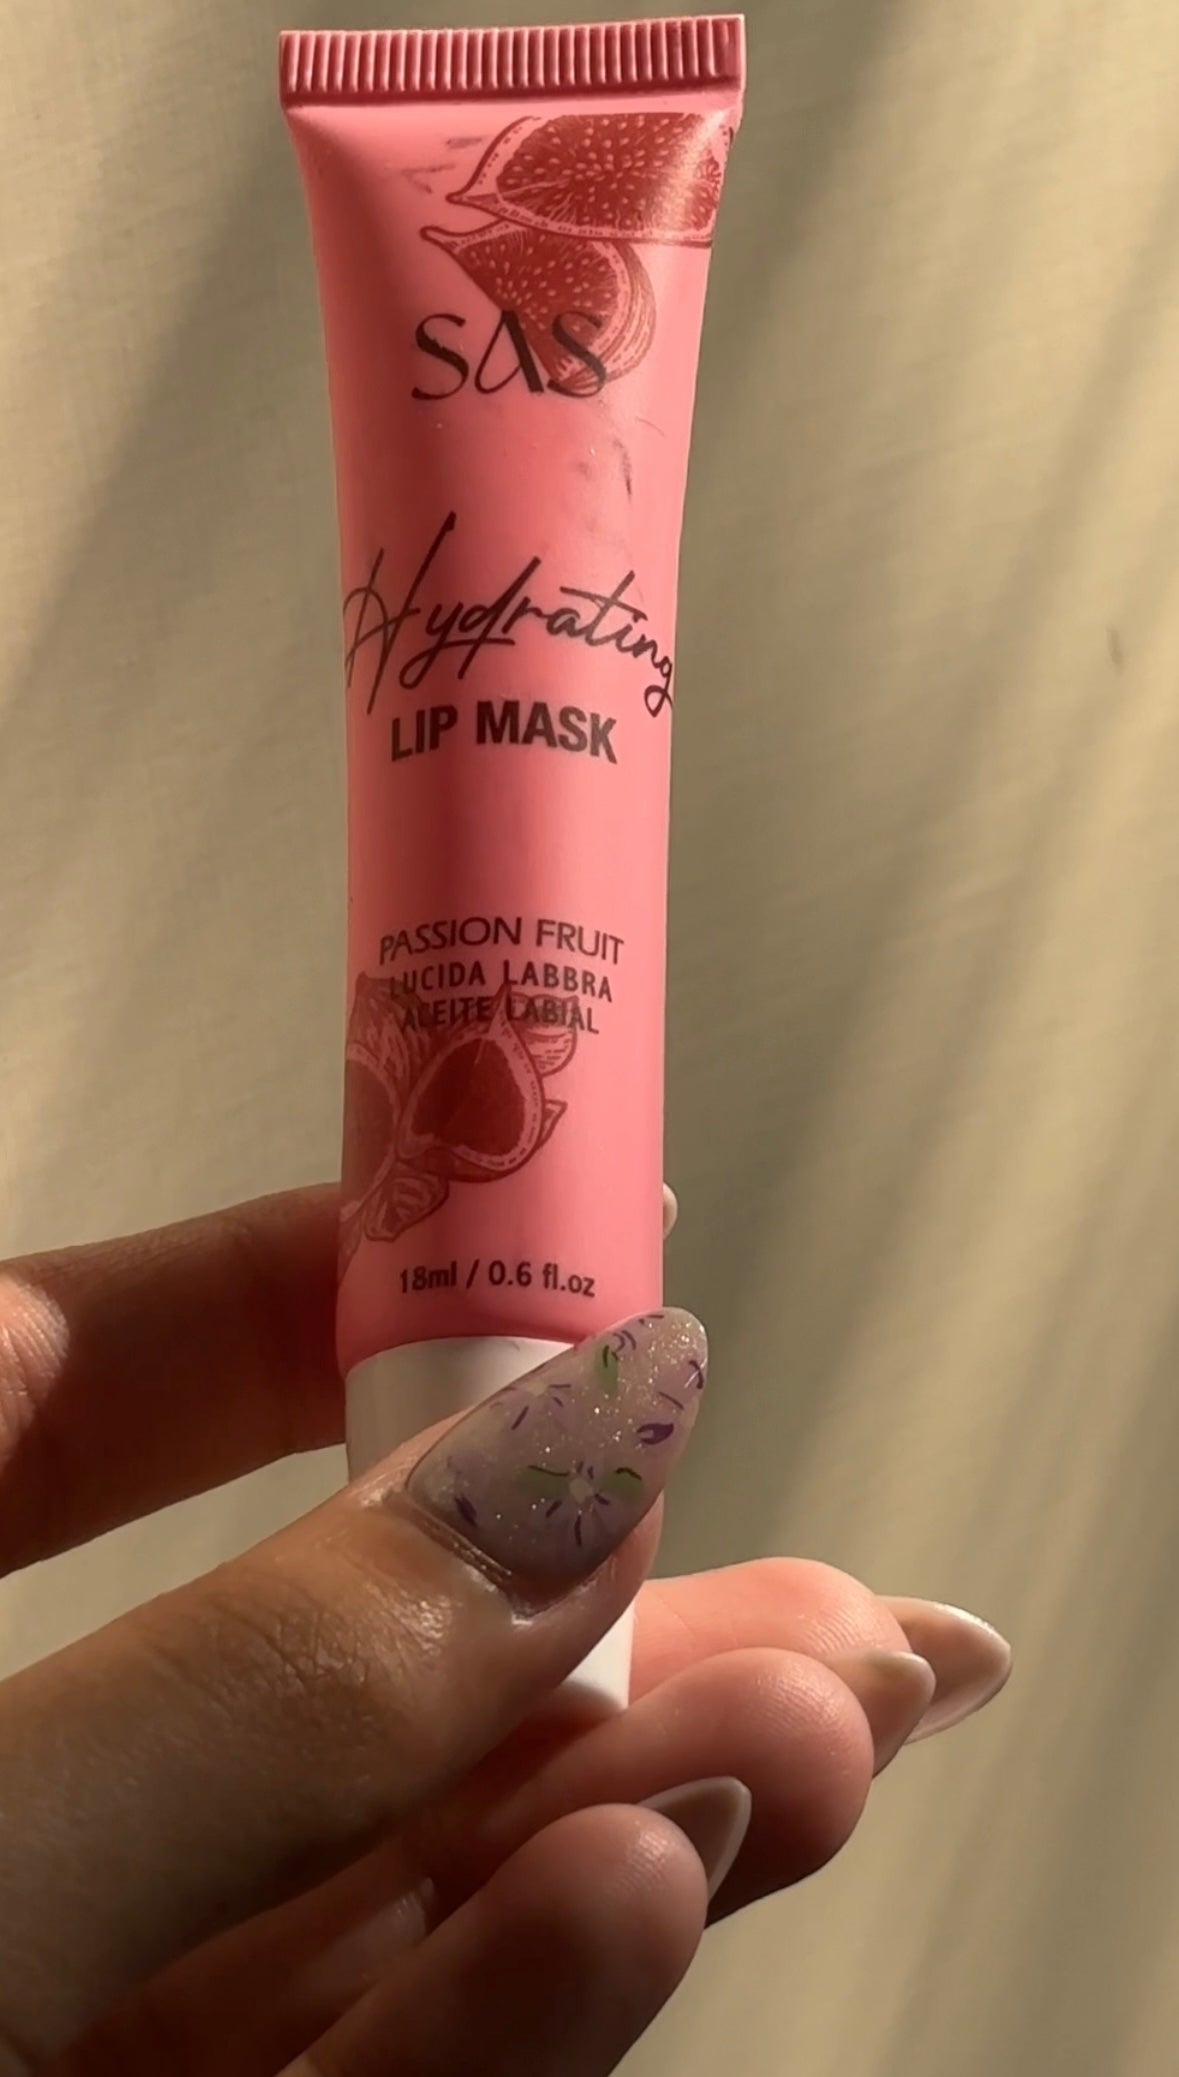 SAS
Hydrating
LIP MASK
PASSION FRUIT
LUCIDA LABBRA
ACEITE LABIAL
18ml / 0.6 fl.oz